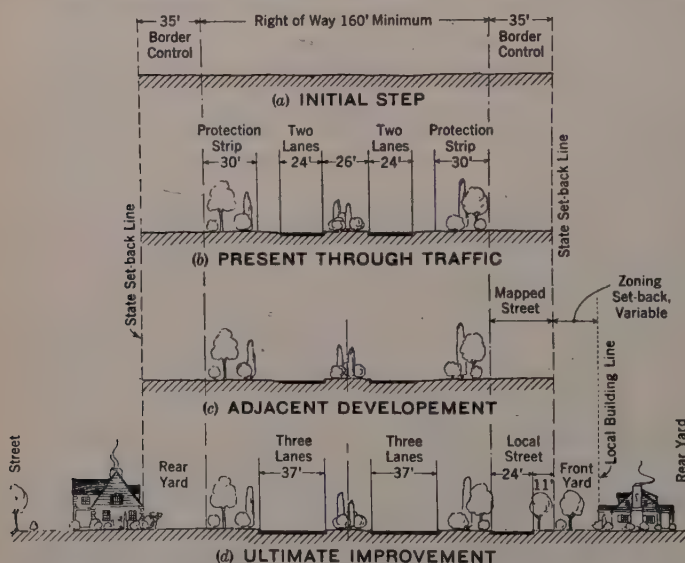 35' Right of Way 160' Minimum 35'
Border Control Border Control
(a) INITIAL STEP
Protection Strip Two Lanes Two Lanes Protection Strip
30' 24' 26' 24' 30'
State Set-back Line
State Set-back Line
(b) PRESENT THROUGH TRAFFIC
Mapped Street
Zoning Set-back, Variable
(c) ADJACENT DEVELOPEMENT
Local Building Line
Street
Rear Yard
Three Lanes Three Lanes Local Street
37' 37' 24' 11'
Front Yard
Rear Yard
(d) ULTIMATE IMPROVEMENT